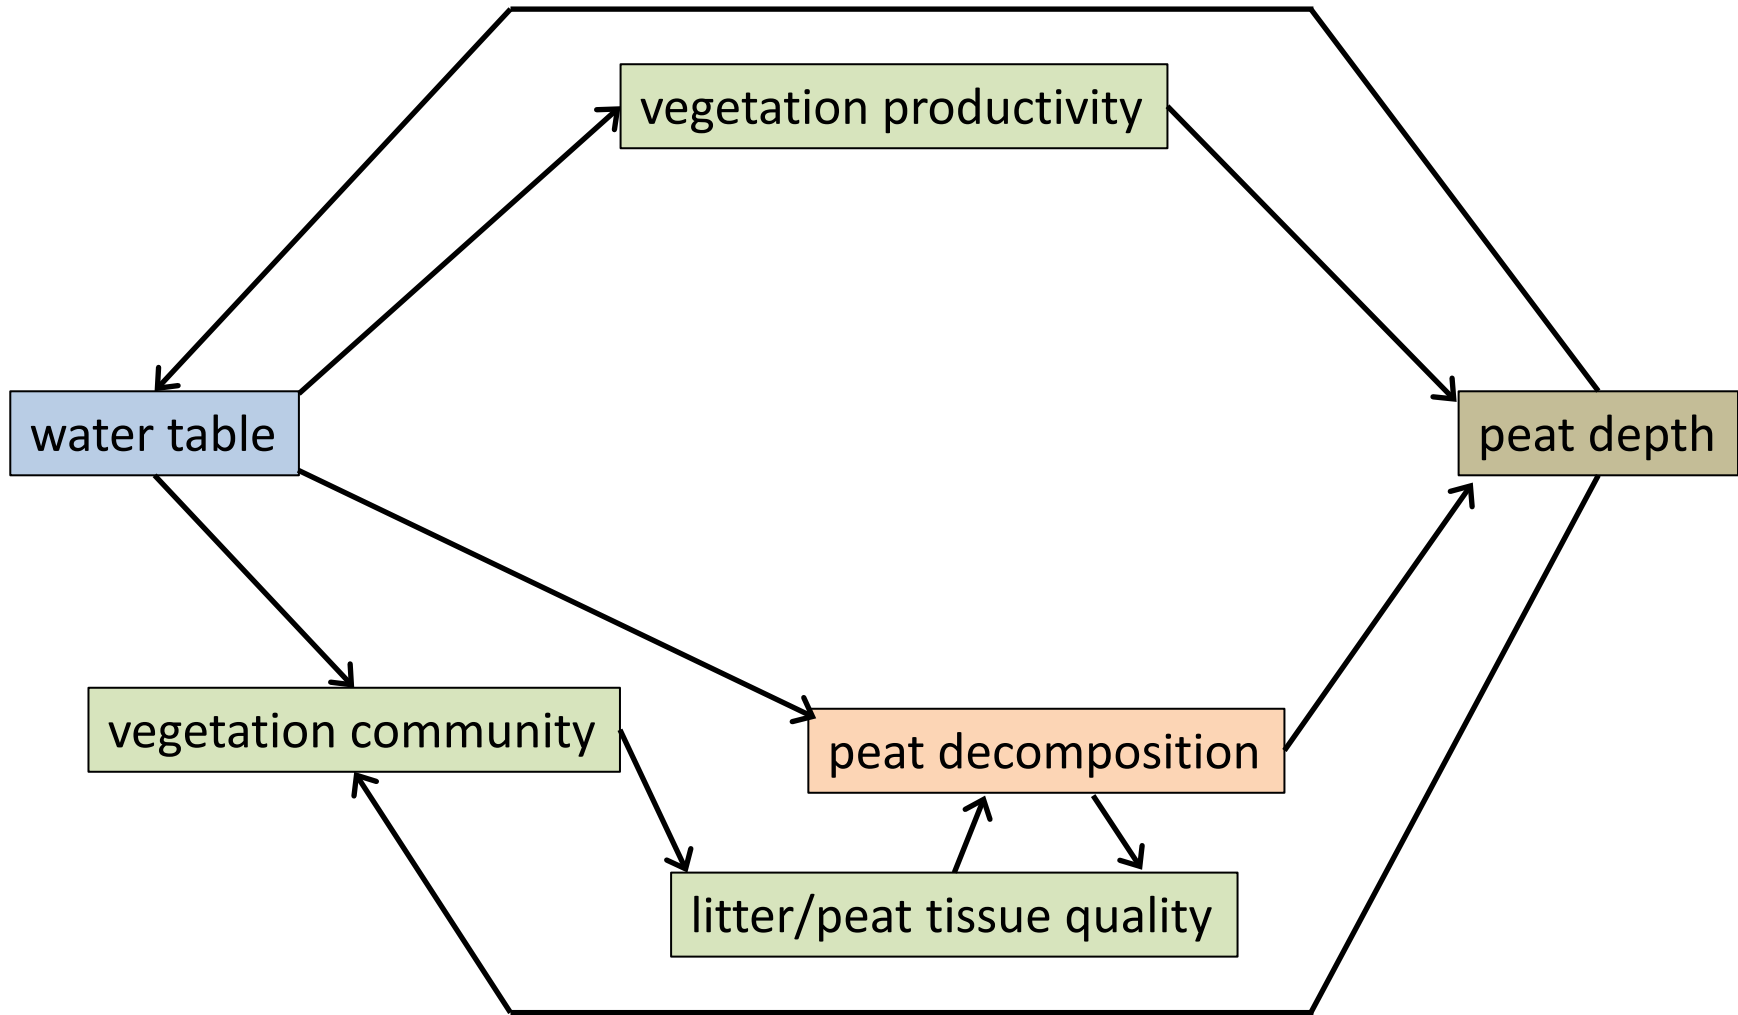 vegetation productivity
water table
peat depth
vegetation community
peat decomposition
litter/peat tissue quality